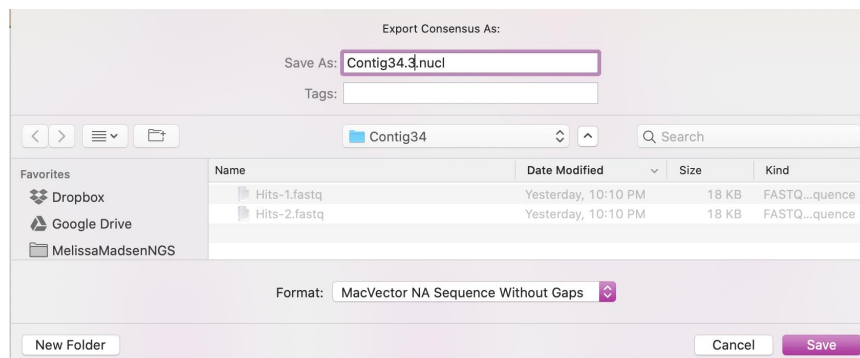 Export Consensus As:
Save As: Contig34.3.nucl
Tags:
Contig34
Search
Favorites
Dropbox
Google Drive
MelissaMadsenNGS
Name Date Modified Size Kind
Hits-1.fastq Yesterday, 10:10 PM 18 KB FASTQ...quence
Hits-2.fastq Yesterday, 10:10 PM 18 KB FASTQ...quence
Format: MacVector NA Sequence Without Gaps
New Folder Cancel Save